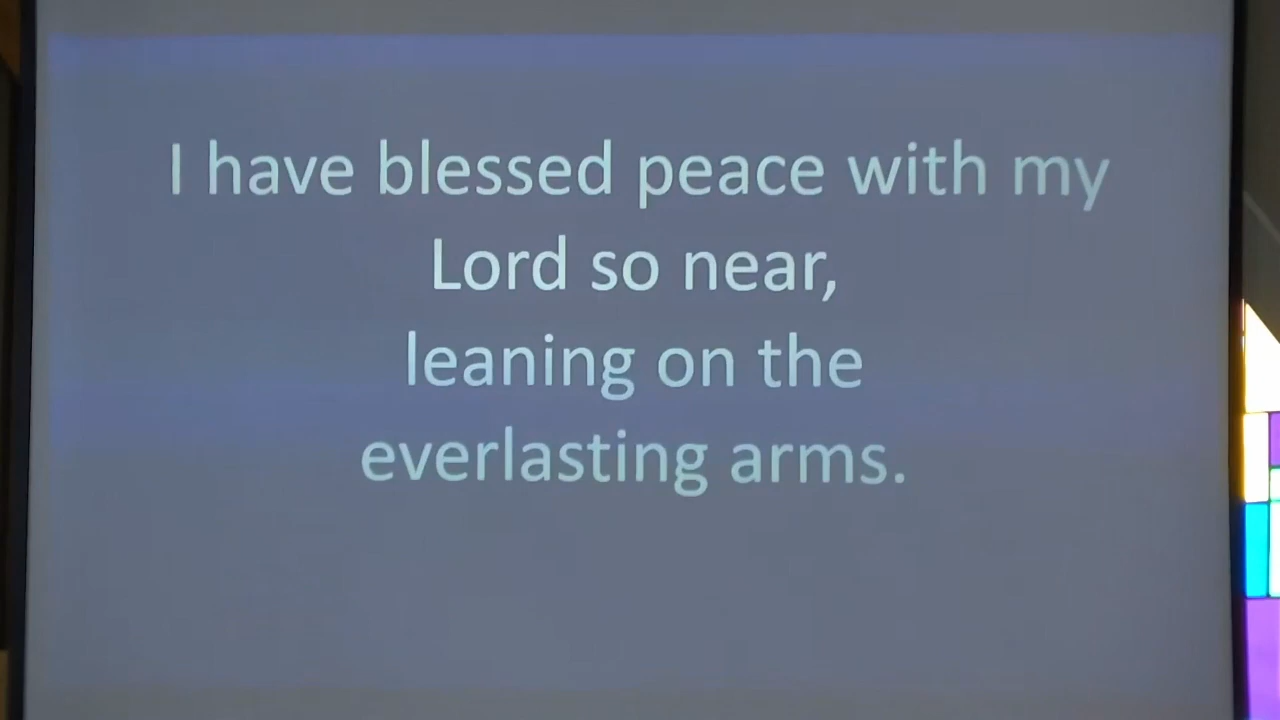 I have blessed peace with my
Lord so near,
leaning on the
everlasting arms.